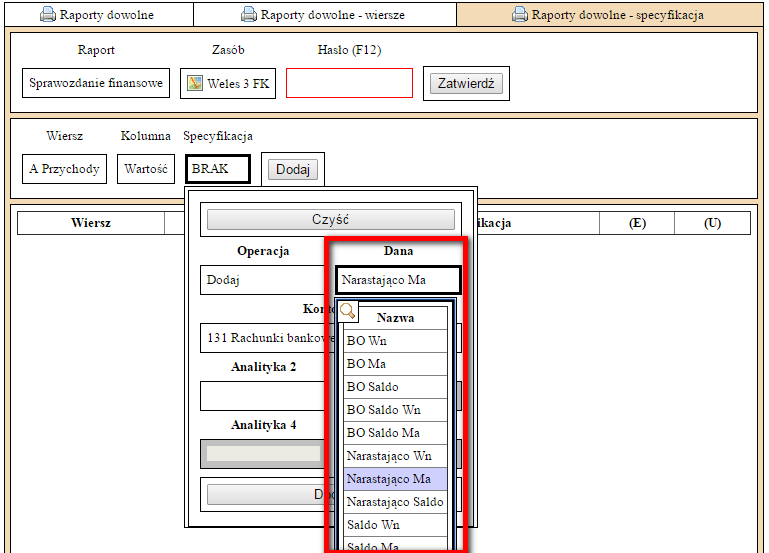 Raporty dowolne
Raporty dowolne - wiersze
Raporty dowolne - specyfikacja
Raport Zasób Hasło (F12)
Sprawozdanie finansowe Weles 3 FK Zatwierdź
Wiersz Kolumna Specyfikacja
A Przychody Wartość BRAK Dodaj
Wiersz ikacja (E) (U)
Czyść
Operacja Dana
Dodaj Narastająco Ma
131 Rachunki bankowe
Analityka 2
Analityka 4
Nazwa
BO Wn
BO Ma
BO Saldo
BO Saldo Wn
BO Saldo Ma
Narastająco Wn
Narastająco Ma
Narastająco Saldo
Saldo Wn
Saldo Ma